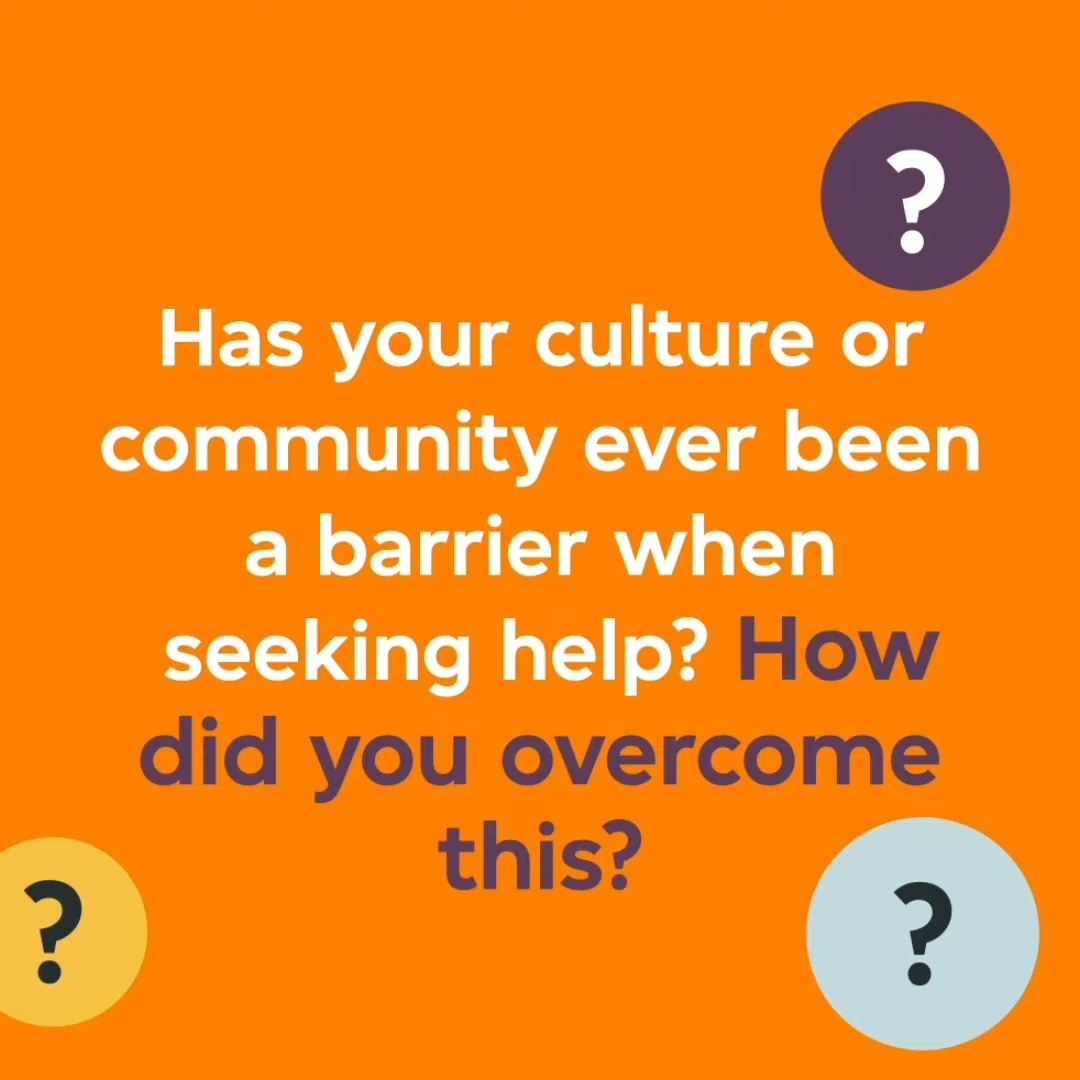 ?
Has your culture or
community ever been
a barrier when
seeking help? How
did you overcome
this?
?
?